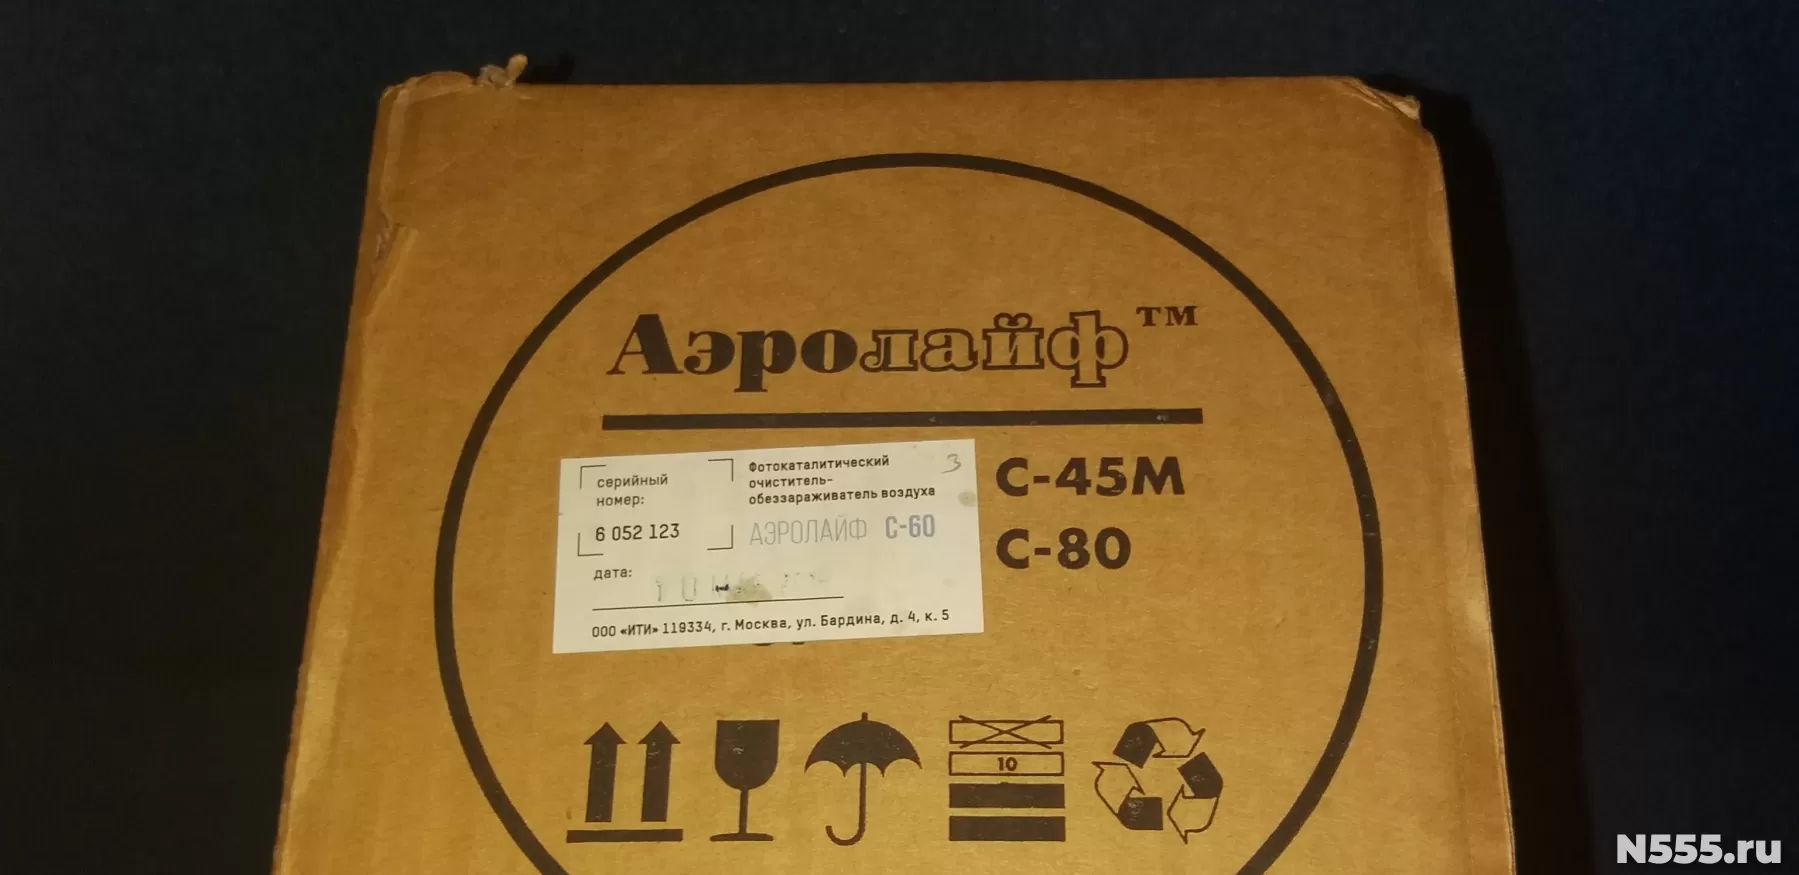 Аэролайф™
С-45М
С-80
серийный
номер:
6 052 123
Фотокаталитический
очиститель-
обеззараживатель воздуха
АЭРОЛАЙФ С-60
3
дата:
10
ООО «ИТИ» 119334, г. Москва, ул. Бардина, д. 4, к. 5
10
N555.ru